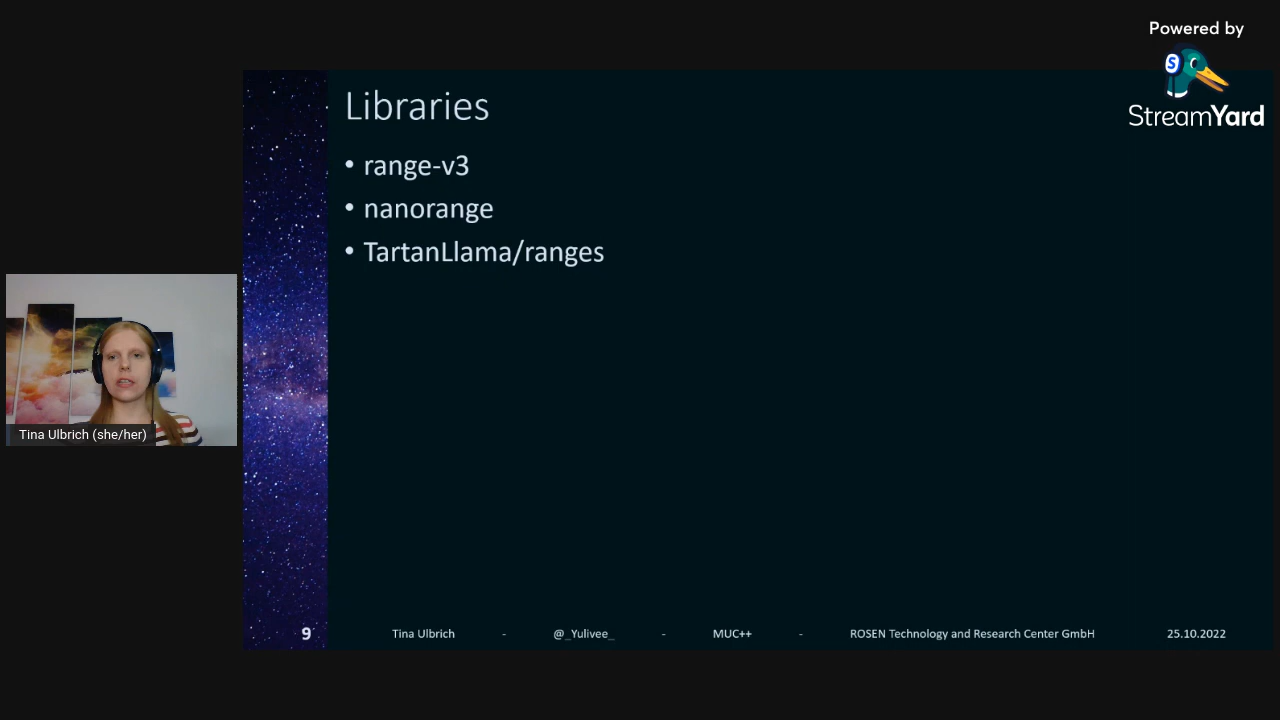 Powered by
S
StreamYard
Libraries
• range-v3
• nanorange
• TartanLlama/ranges
Tina Ulbrich (she/her)
9 Tina Ulbrich - @_Yulivee_ - MUC++ - ROSEN Technology and Research Center GmbH 25.10.2022